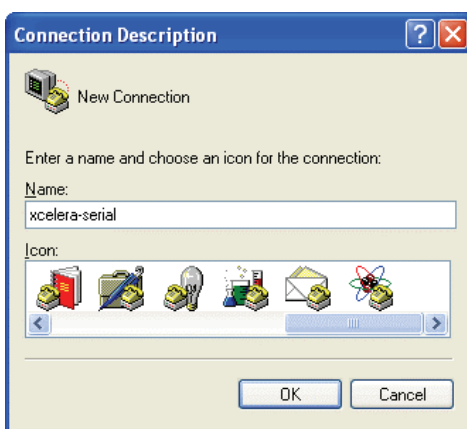 Connection Description
New Connection
Enter a name and choose an icon for the connection:
Name:
xcelera-serial
Icon:
OK Cancel